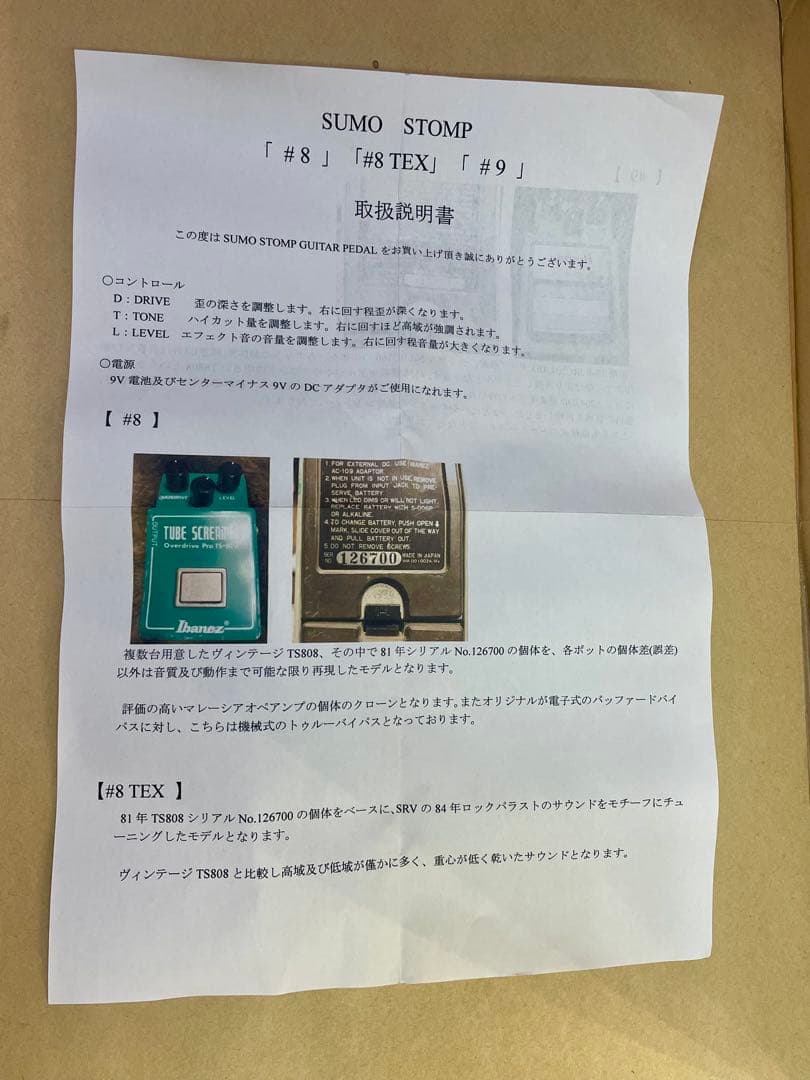 SUMO STOMP
「 #8 」 「#8 TEX」 「 #9 」
取扱説明書
この度は SUMO STOMP GUITAR PEDAL をお買い上げ頂き誠にありがとうございます。
〇コントロール
D：DRIVE 歪の深さを調整します。右に回す程歪が深くなります。
T：TONE ハイカット量を調整します。右に回すほど高域が強調されます。
L：LEVEL エフェクト音の音量を調整します。右に回す程音量が大きくなります。
〇電源
9V 電池及びセンターマイナス 9V の DC アダプタがご使用になれます。
【 #8 】
OVERDRIVE LEVEL
OUTPUT
TUBE SCREAMER
Overdrive Pro
Ibanez
1. FOR EXTERNAL DC, USE IBANEZ
AC-109 ADAPTOR.
2. WHEN UNIT IS NOT IN USE, REMOVE
PLUG FROM INPUT JACK TO PRE-
SERVE BATTERY.
3. WHEN LED DIMS OR WILL NOT LIGHT,
REPLACE BATTERY WITH S-006P
OR ALKALINE.
4. TO CHANGE BATTERY, PUSH OPEN
MARK, SLIDE COVER OUT OF THE WAY
AND PULL BATTERY OUT.
5. DO NOT REMOVE SCREWS.
SER NO. 126700 MADE IN JAPAN
複数台用意したヴィンテージ TS808、その中で 81 年シリアル No.126700 の個体を、各ポットの個体差(誤差)
以外は音質及び動作まで可能な限り再現したモデルとなります。
評価の高いマレーシアオペアンプの個体のクローンとなります。またオリジナルが電子式のバッファードバイ
パスに対し、こちらは機械式のトゥルーバイパスとなっております。
【#8 TEX 】
81 年 TS808 シリアル No.126700 の個体をベースに、SRV の 84 年ロックパラストのサウンドをモチーフにチュ
ーニングしたモデルとなります。
ヴィンテージ TS808 と比較し高域及び低域が僅かに多く、重心が低く乾いたサウンドとなります。